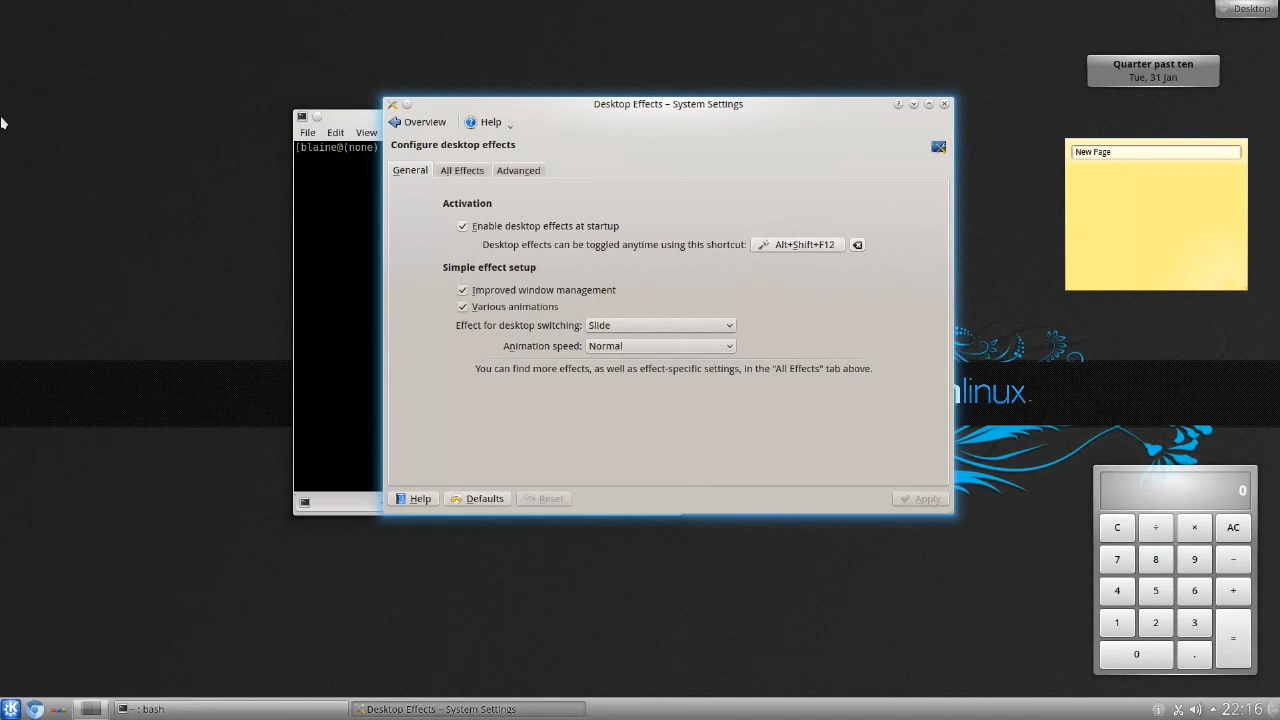 Desktop
Quarter past ten
Tue, 31 Jan
Desktop Effects – System Settings
Overview
Help
File Edit View
[blaine@(none)
Configure desktop effects
General All Effects Advanced
New Page
Activation
Enable desktop effects at startup
Desktop effects can be toggled anytime using this shortcut: Alt+Shift+F12
Simple effect setup
Improved window management
Various animations
Effect for desktop switching: Slide
Animation speed: Normal
You can find more effects, as well as effect-specific settings, in the "All Effects" tab above.
linux.
Help Defaults Reset Apply
0
C ÷ × AC
7 8 9 −
4 5 6 +
1 2 3 =
0 .
~ : bash
Desktop Effects – System Settings
22:16